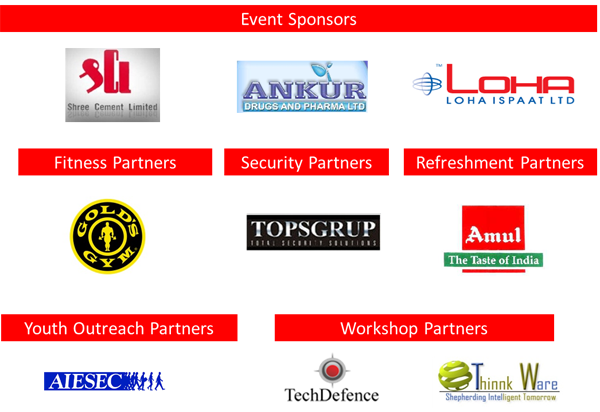 Event Sponsors
Shree Cement Limited
ANKUR
DRUGS AND PHARMA LTD
TM
LOHA
LOHA ISPAAT LTD
Fitness Partners
Security Partners
Refreshment Partners
GOLD'S
GYM
TOPSGRUP
TOTAL SECURITY SOLUTIONS
Amul
The Taste of India
Youth Outreach Partners
Workshop Partners
AIESEC
TechDefence
Thinnk Ware
Shepherding Intelligent Tomorrow